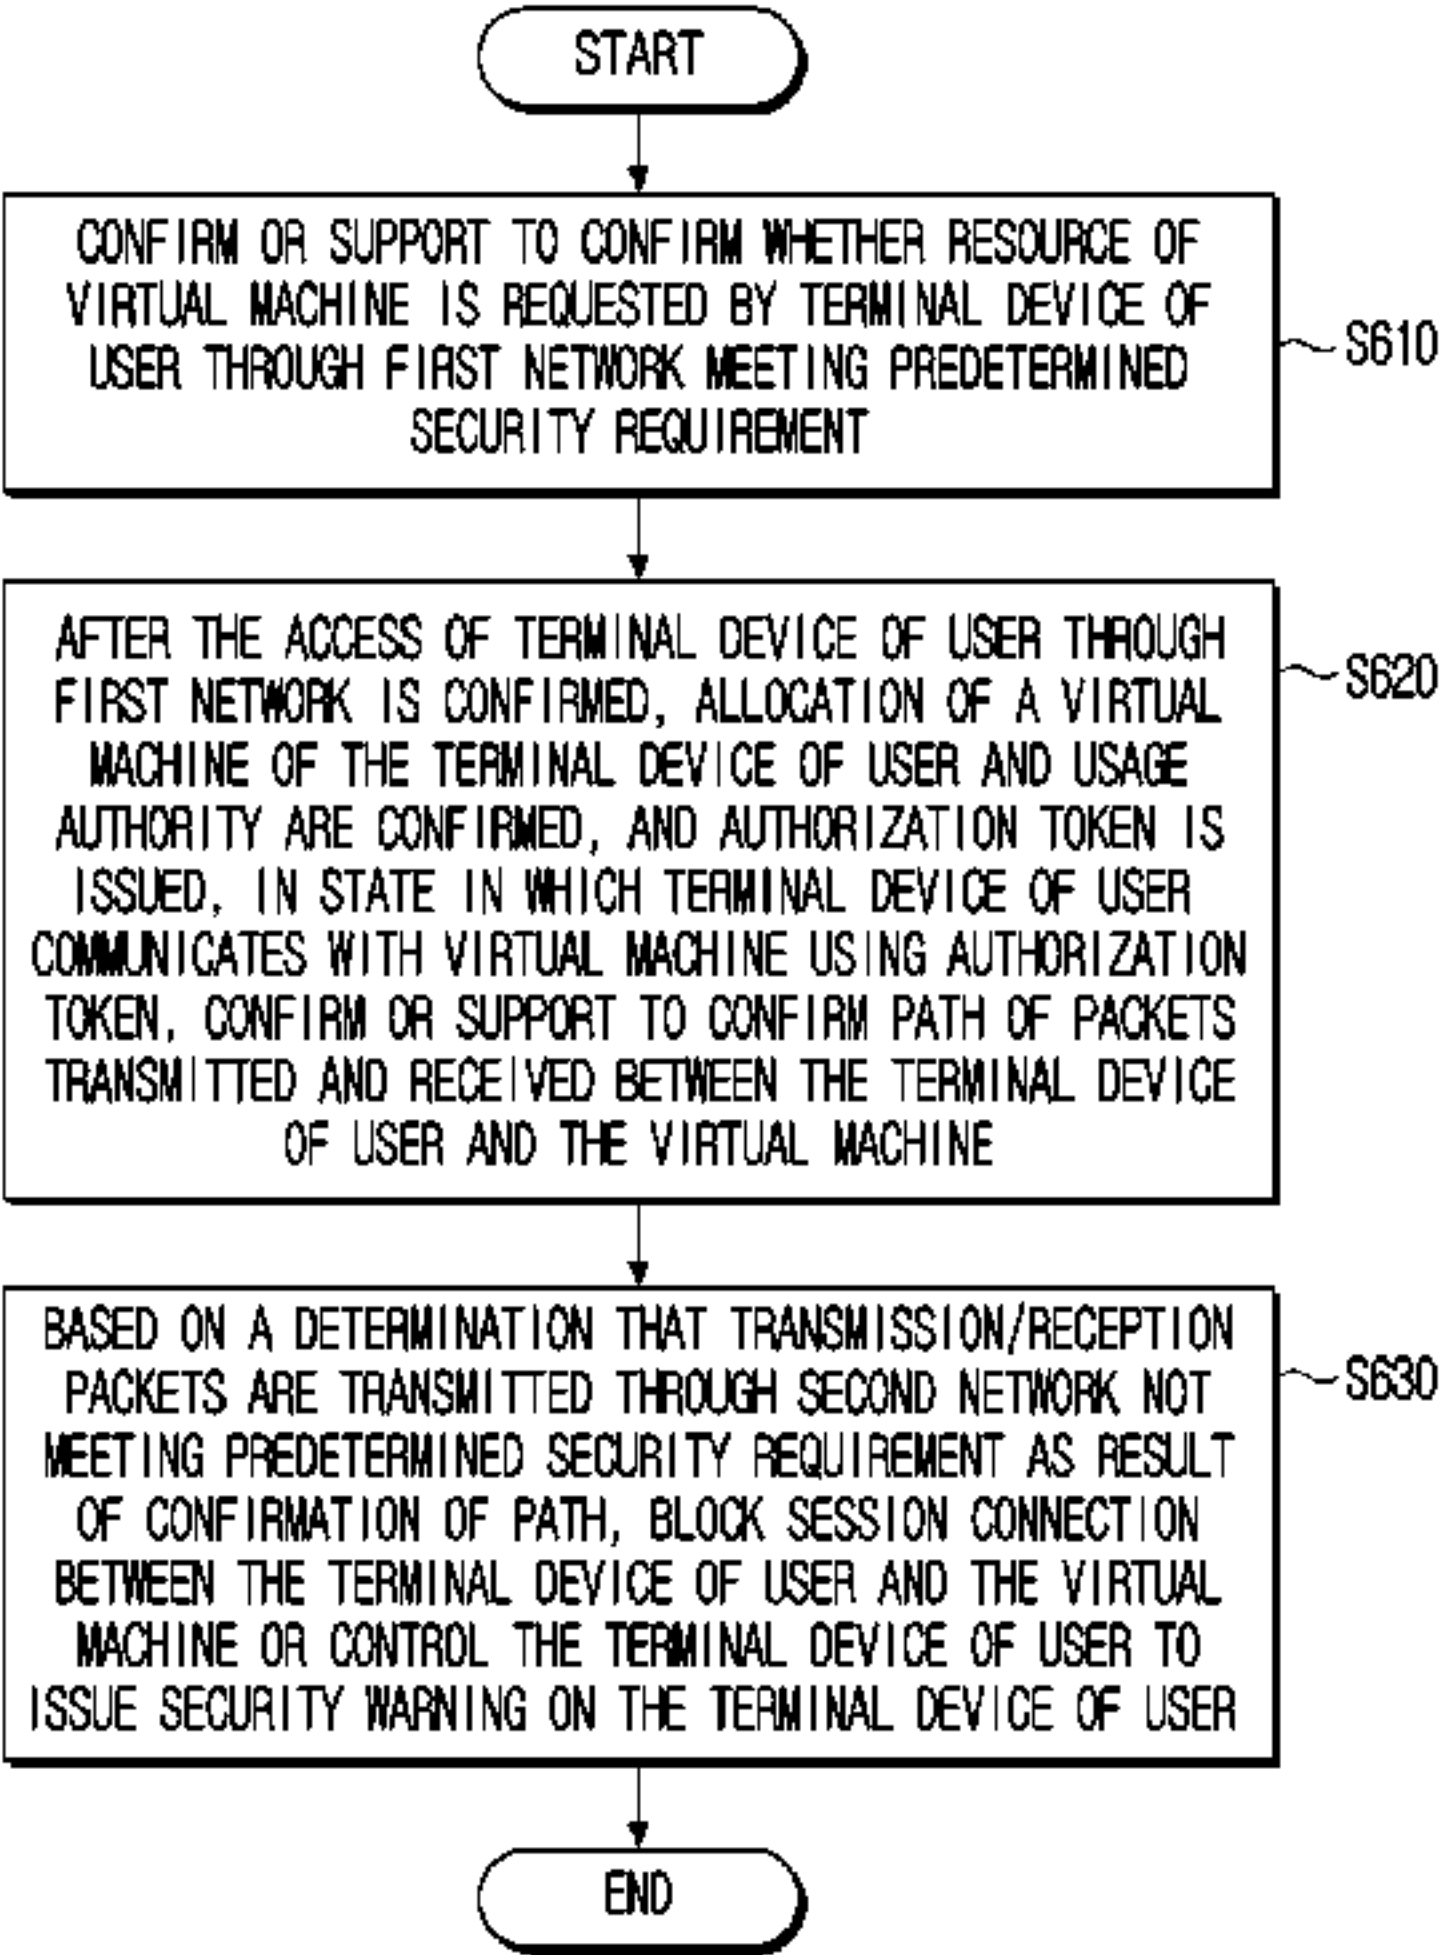 START
CONFIRM OR SUPPORT TO CONFIRM WHETHER RESOURCE OF
VIRTUAL MACHINE IS REQUESTED BY TERMINAL DEVICE OF
USER THROUGH FIRST NETWORK MEETING PREDETERMINED
SECURITY REQUIREMENT
S610
AFTER THE ACCESS OF TERMINAL DEVICE OF USER THROUGH
FIRST NETWORK IS CONFIRMED, ALLOCATION OF A VIRTUAL
MACHINE OF THE TERMINAL DEVICE OF USER AND USAGE
AUTHORITY ARE CONFIRMED, AND AUTHORIZATION TOKEN IS
ISSUED, IN STATE IN WHICH TERMINAL DEVICE OF USER
COMMUNICATES WITH VIRTUAL MACHINE USING AUTHORIZATION
TOKEN, CONFIRM OR SUPPORT TO CONFIRM PATH OF PACKETS
TRANSMITTED AND RECEIVED BETWEEN THE TERMINAL DEVICE
OF USER AND THE VIRTUAL MACHINE
S620
BASED ON A DETERMINATION THAT TRANSMISSION/RECEPTION
PACKETS ARE TRANSMITTED THROUGH SECOND NETWORK NOT
MEETING PREDETERMINED SECURITY REQUIREMENT AS RESULT
OF CONFIRMATION OF PATH, BLOCK SESSION CONNECTION
BETWEEN THE TERMINAL DEVICE OF USER AND THE VIRTUAL
MACHINE OR CONTROL THE TERMINAL DEVICE OF USER TO
ISSUE SECURITY WARNING ON THE TERMINAL DEVICE OF USER
S630
END